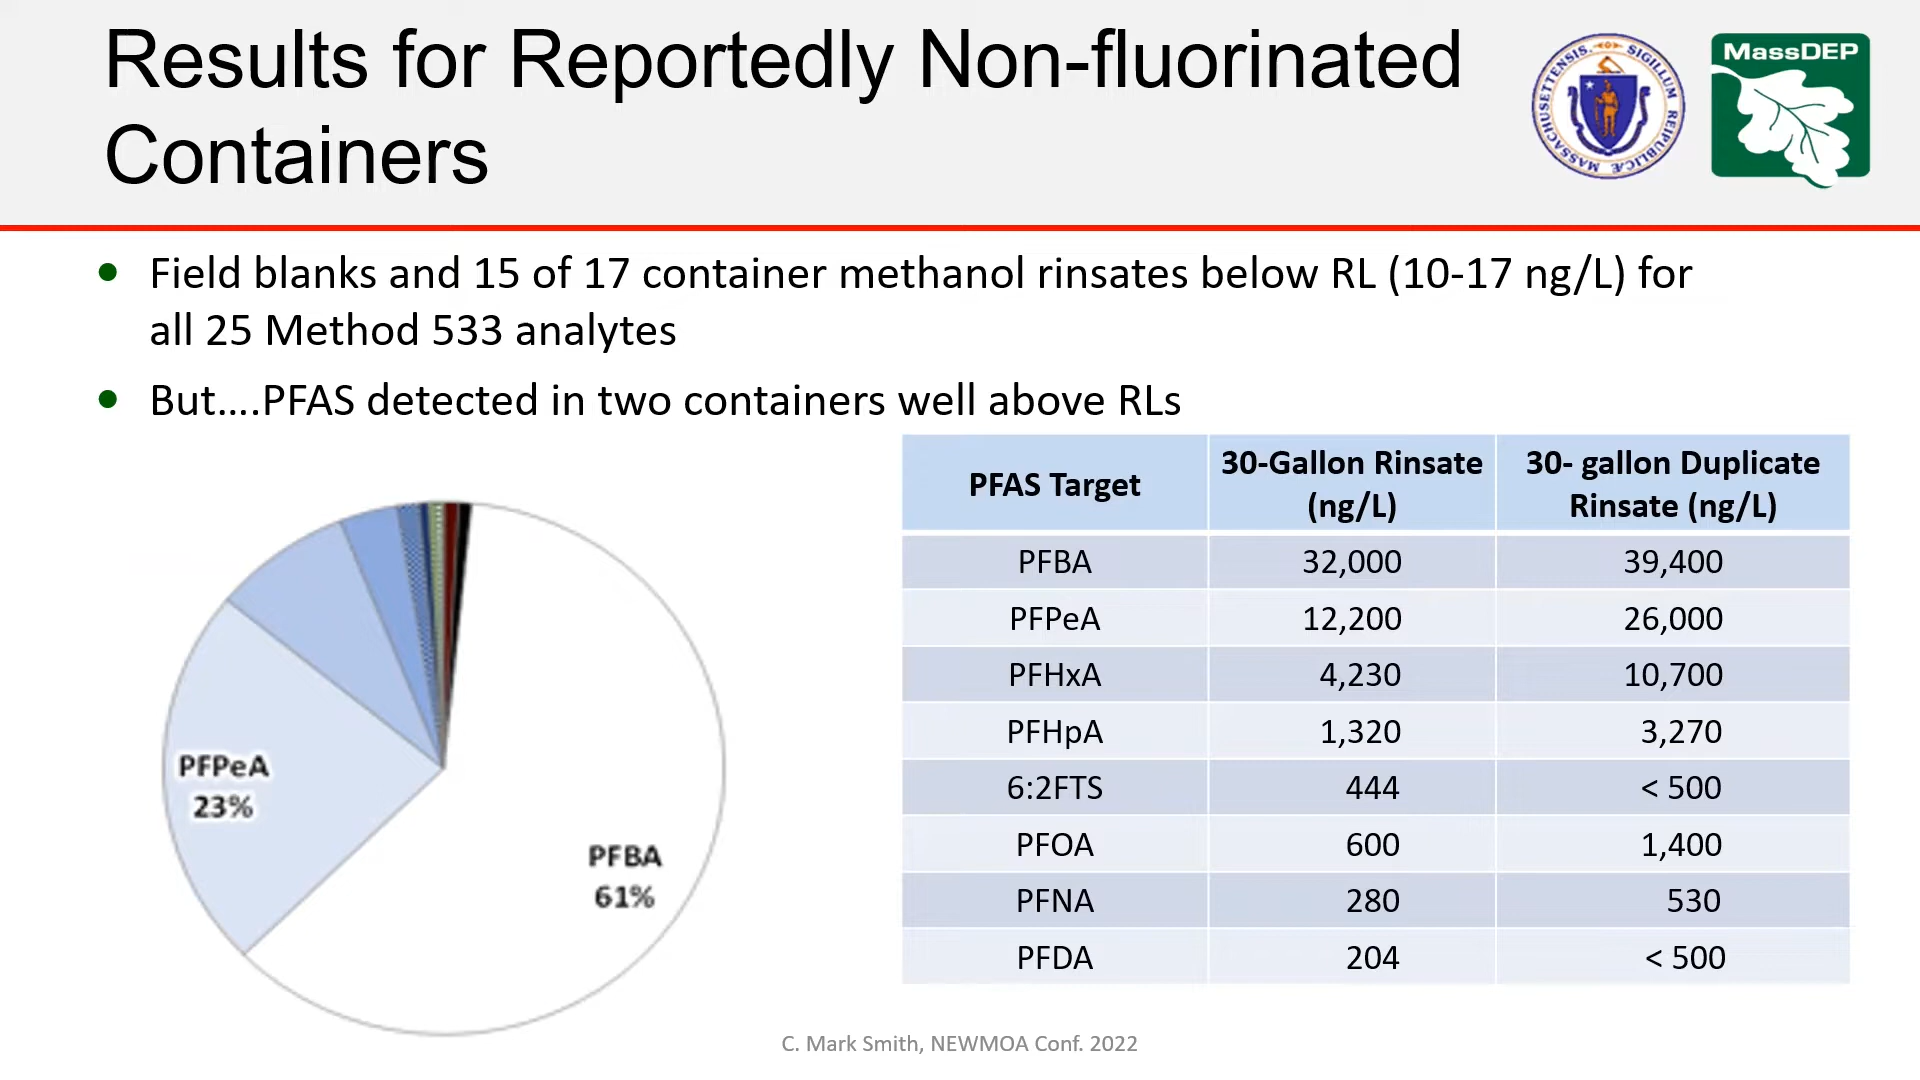 Results for Reportedly Non-fluorinated
Containers
MASSACHUSETTENSIS. SIGILLUM REIPUBLICÆ
MassDEP
Field blanks and 15 of 17 container methanol rinsates below RL (10-17 ng/L) for
all 25 Method 533 analytes
But....PFAS detected in two containers well above RLs
PFPeA
23%
PFBA
61%
PFAS Target 30-Gallon Rinsate (ng/L) 30- gallon Duplicate Rinsate (ng/L)
PFBA 32,000 39,400
PFPeA 12,200 26,000
PFHxA 4,230 10,700
PFHpA 1,320 3,270
6:2FTS 444 < 500
PFOA 600 1,400
PFNA 280 530
PFDA 204 < 500
C. Mark Smith, NEWMOA Conf. 2022